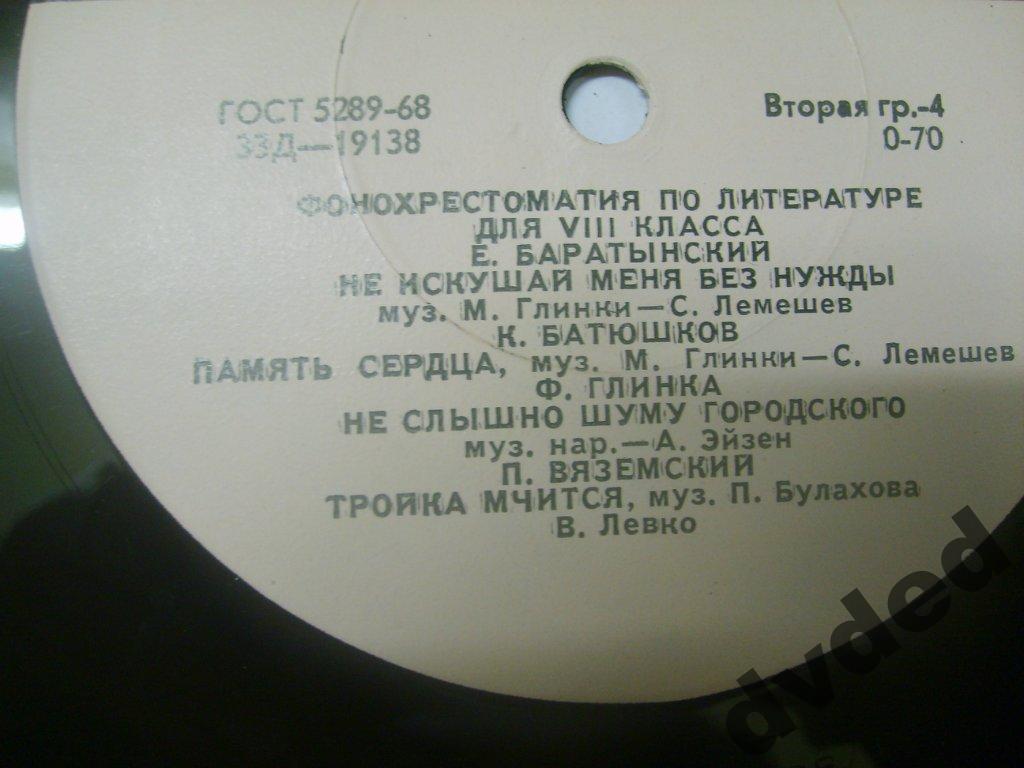 ГОСТ 5289-68
33Д—19138
Вторая гр.-4
0-70
ФОНОХРЕСТОМАТИЯ ПО ЛИТЕРАТУРЕ
ДЛЯ VIII КЛАССА
Е. БАРАТЫНСКИЙ
НЕ ИСКУШАЙ МЕНЯ БЕЗ НУЖДЫ
муз. М. Глинки—С. Лемешев
К. БАТЮШКОВ
ПАМЯТЬ СЕРДЦА, муз. М. Глинки—С. Лемешев
Ф. ГЛИНКА
НЕ СЛЫШНО ШУМУ ГОРОДСКОГО
муз. нар.—А. Эйзен
П. ВЯЗЕМСКИЙ
ТРОЙКА МЧИТСЯ, муз. П. Булахова
В. Левко
dvded